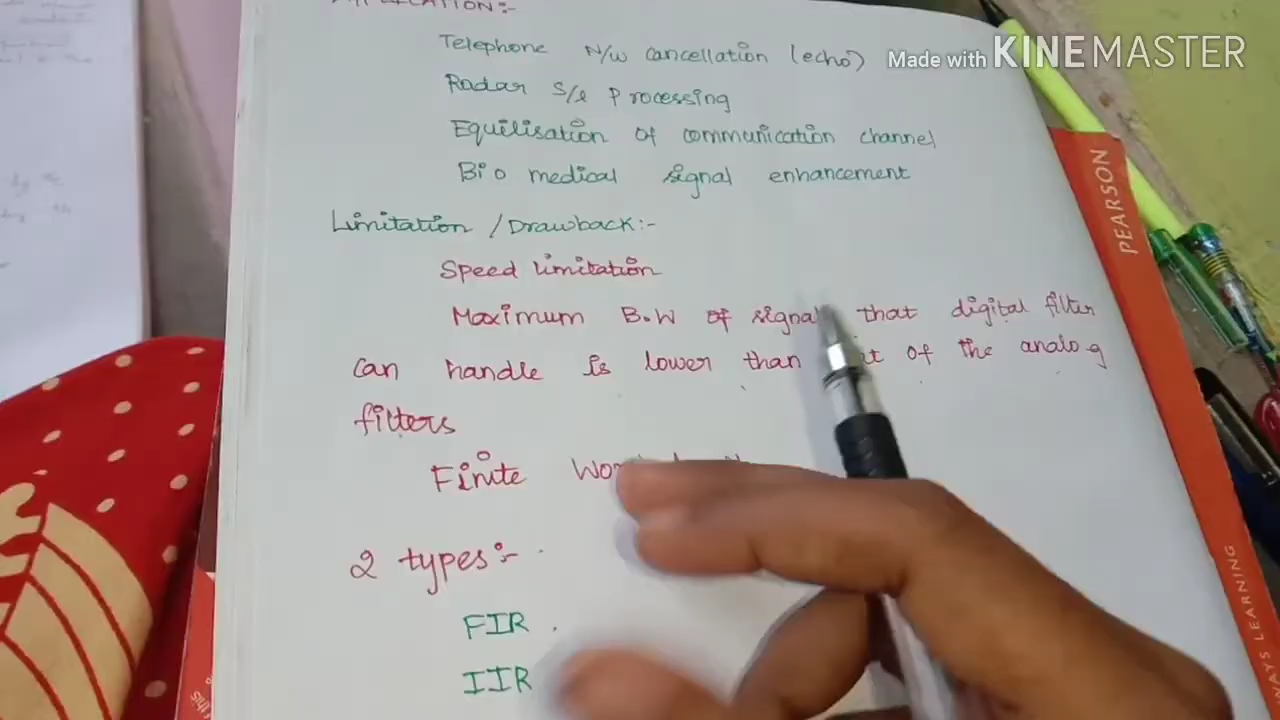 Telephone N/w cancellation (echo)
Made with KINEMASTER
Radar s/l Processing
Equilisation of communication channel
Bio medical signal enhancement
Limitation / Drawback:-
Speed limitation
Maximum B.W of signal that digital filter
can handle is lower than of the analog
filters
Finite
2 types:-
FIR
IIR
PEARSON
WAYS LEARNING